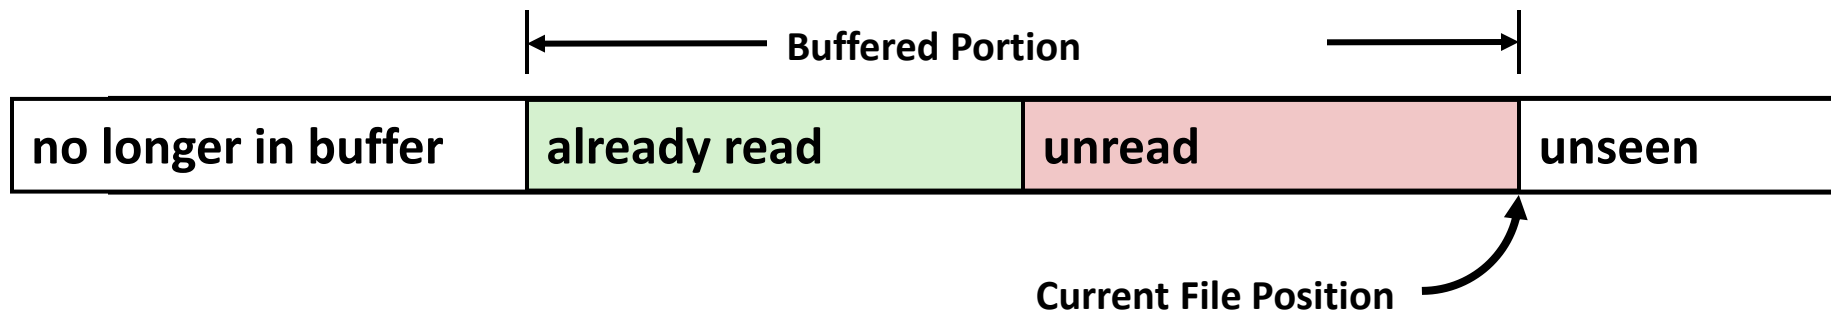 Buffered Portion
no longer in buffer
already read
unread
unseen
Current File Position